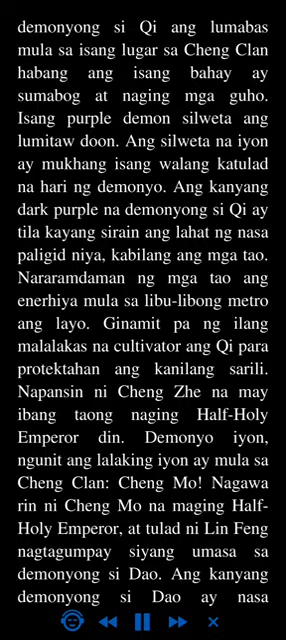 demonyong si Qi ang lumabas
mula sa isang lugar sa Cheng Clan
habang ang isang bahay ay
sumabog at naging mga guho.
Isang purple demon silweta ang
lumitaw doon. Ang silweta na iyon
ay mukhang isang walang katulad
na hari ng demonyo. Ang kanyang
dark purple na demonyong si Qi ay
tila kayang sirain ang lahat ng nasa
paligid niya, kabilang ang mga tao.
Nararamdaman ng mga tao ang
enerhiya mula sa libu-libong metro
ang layo. Ginamit pa ng ilang
malalakas na cultivator ang Qi para
protektahan ang kanilang sarili.
Napansin ni Cheng Zhe na may
ibang taong naging Half-Holy
Emperor din. Demonyo iyon,
ngunit ang lalaking iyon ay mula sa
Cheng Clan: Cheng Mo! Nagawa
rin ni Cheng Mo na maging Half-
Holy Emperor, at tulad ni Lin Feng
nagtagumpay siyang umasa sa
demonyong si Dao. Ang kanyang
demonyong si Dao ay nasa